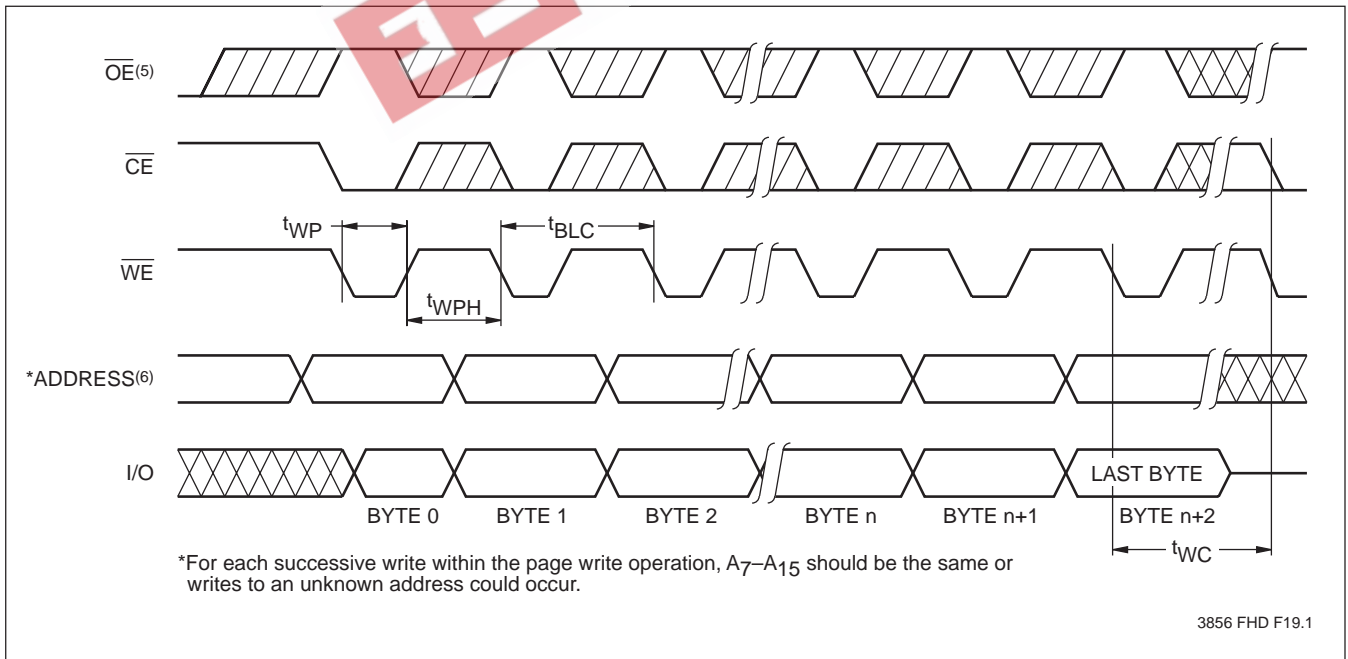 OE(5)
CE
tWP
tBLC
WE
tWPH
*ADDRESS(6)
I/O
LAST BYTE
BYTE 0 BYTE 1 BYTE 2 BYTE n BYTE n+1 BYTE n+2
tWC
*For each successive write within the page write operation, A7–A15 should be the same or
writes to an unknown address could occur.
3856 FHD F19.1